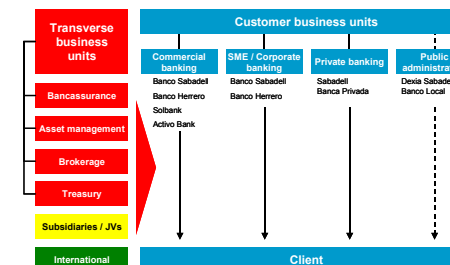 Transverse
business
units
Customer business units
Commercial
banking
SME / Corporate
banking
Private banking
Public
administrat
Banco Sabadell
Banco Herrero
Solbank
Activo Bank
Banco Sabadell
Banco Herrero
Sabadell
Banca Privada
Dexia Sabade
Banco Local
Bancassurance
Asset management
Brokerage
Treasury
Subsidiaries / JVs
International
Client